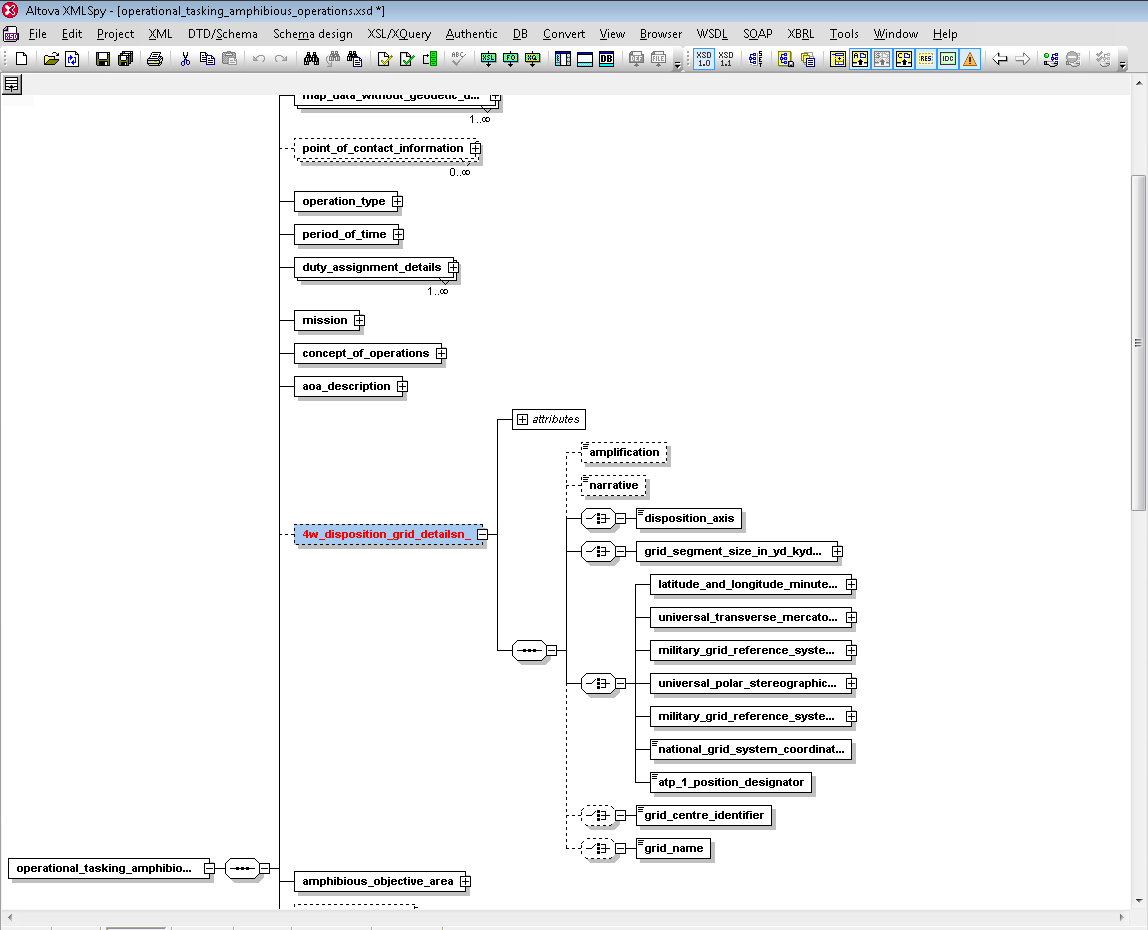 Altova XMLSpy - [operational_tasking_amphibious_operations.xsd *]
File Edit Project XML DTD/Schema Schema design XSL/XQuery Authentic DB Convert View Browser WSDL SOAP XBRL Tools Window Help
XSD 1.0 XSD 1.1
map_data_without_geodetic_d...
1..∞
point_of_contact_information
0..∞
operation_type
period_of_time
duty_assignment_details
1..∞
mission
concept_of_operations
aoa_description
attributes
amplification
narrative
4w_disposition_grid_detailsn_
disposition_axis
grid_segment_size_in_yd_kyd...
latitude_and_longitude_minute...
universal_transverse_mercato...
military_grid_reference_syste...
universal_polar_stereographic...
military_grid_reference_syste...
national_grid_system_coordinat...
atp_1_position_designator
grid_centre_identifier
grid_name
operational_tasking_amphibio...
amphibious_objective_area